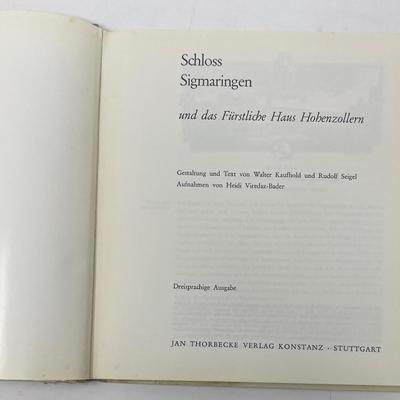 Schloss
Sigmaringen
und das Fürstliche Haus Hohenzollern
Gestaltung und Text von Walter Kaufhold und Rudolf Seigel
Aufnahmen von Heidi Viredaz-Bader
Dreisprachige Ausgabe
JAN THORBECKE VERLAG KONSTANZ · STUTTGART